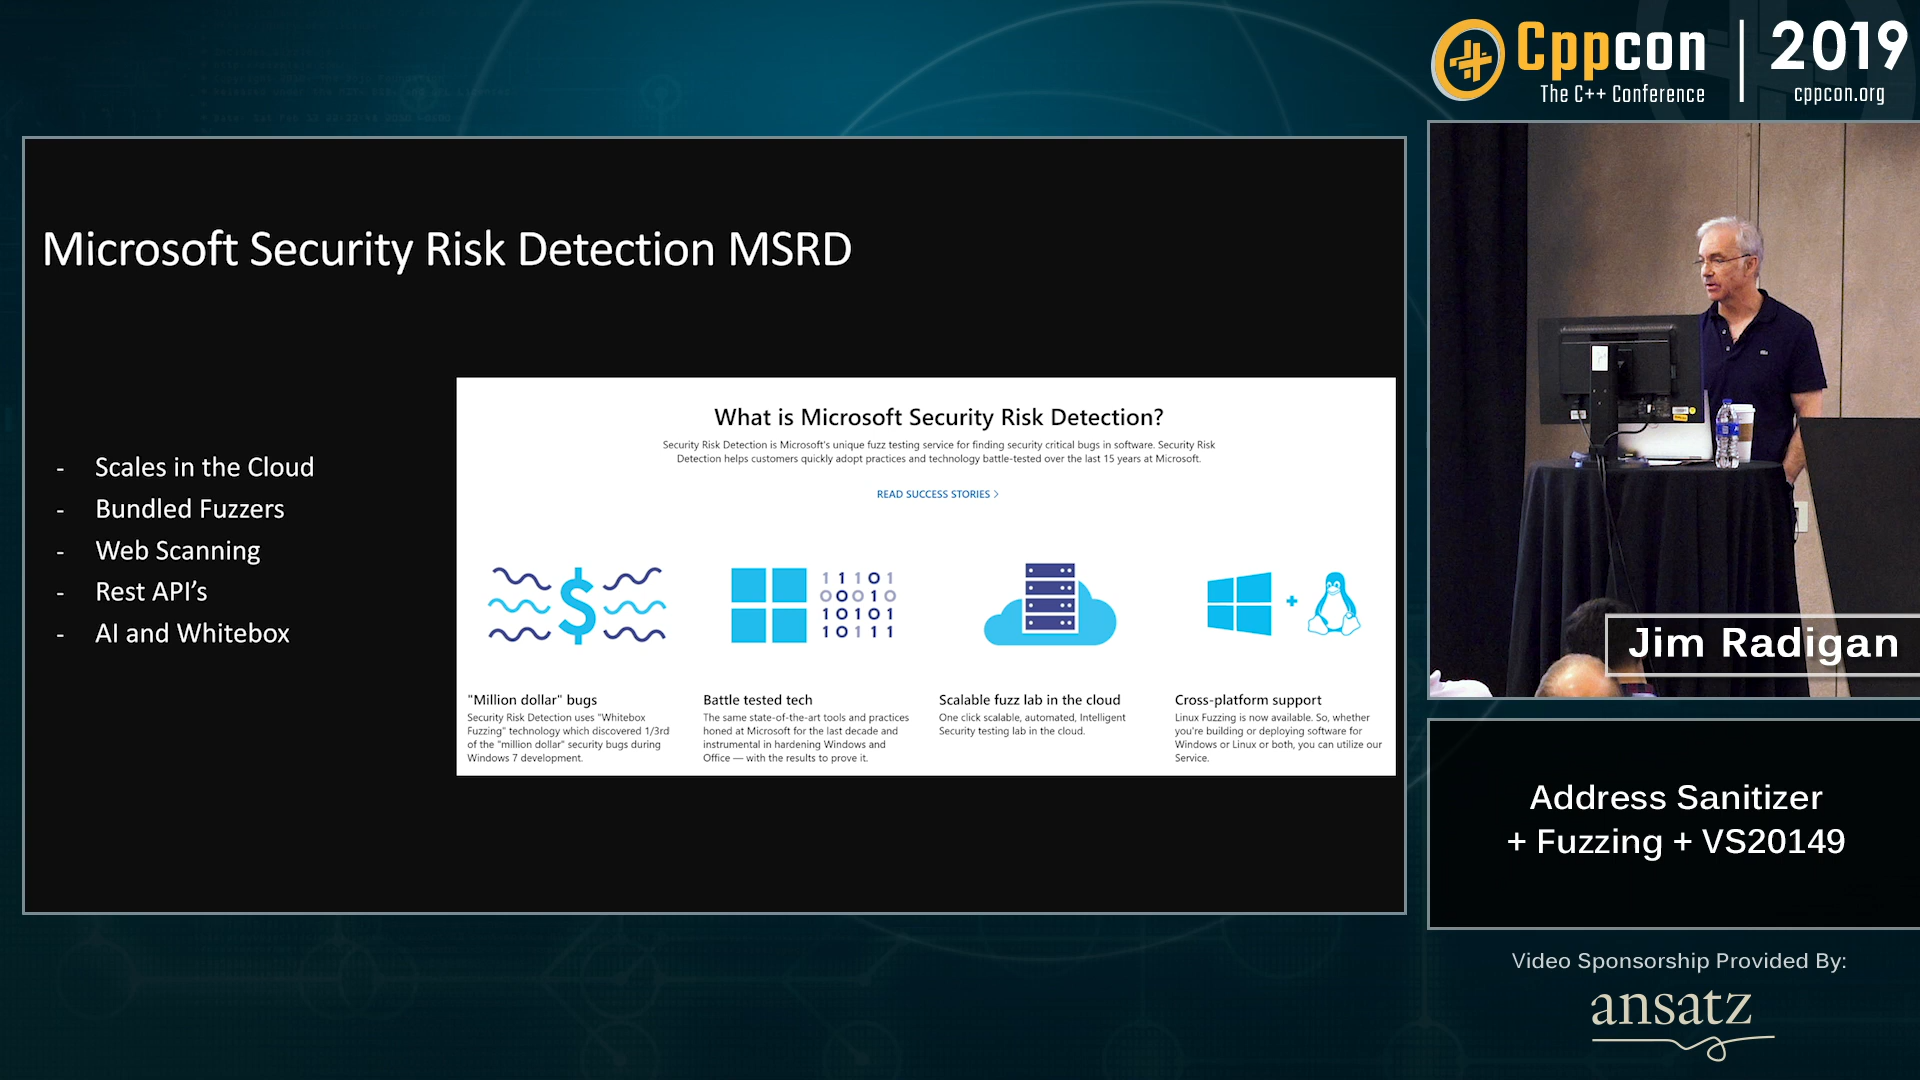 Cppcon
The C++ Conference
2019
cppcon.org
Microsoft Security Risk Detection MSRD
- Scales in the Cloud
- Bundled Fuzzers
- Web Scanning
- Rest API's
- AI and Whitebox
What is Microsoft Security Risk Detection?
Security Risk Detection is Microsoft's unique fuzz testing service for finding security critical bugs in software. Security Risk
Detection helps customers quickly adopt practices and technology battle-tested over the last 15 years at Microsoft.
READ SUCCESS STORIES >
$
11101
00010
10101
10111
+
"Million dollar" bugs
Security Risk Detection uses "Whitebox
Fuzzing" technology which discovered 1/3rd
of the "million dollar" security bugs during
Windows 7 development.
Battle tested tech
The same state-of-the-art tools and practices
honed at Microsoft for the last decade and
instrumental in hardening Windows and
Office — with the results to prove it.
Scalable fuzz lab in the cloud
One click scalable, automated, Intelligent
Security testing lab in the cloud.
Cross-platform support
Linux Fuzzing is now available. So, whether
you're building or deploying software for
Windows or Linux or both, you can utilize our
Service.
Jim Radigan
Address Sanitizer
+ Fuzzing + VS20149
Video Sponsorship Provided By:
ansatz